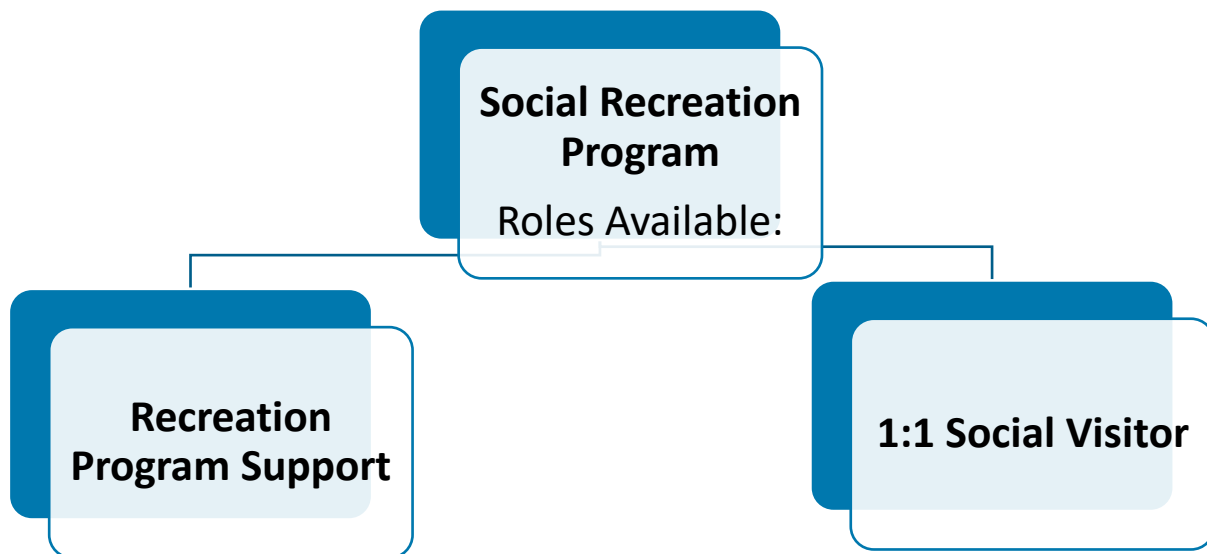 Social Recreation
Program
Roles Available:
Recreation
Program Support
1:1 Social Visitor